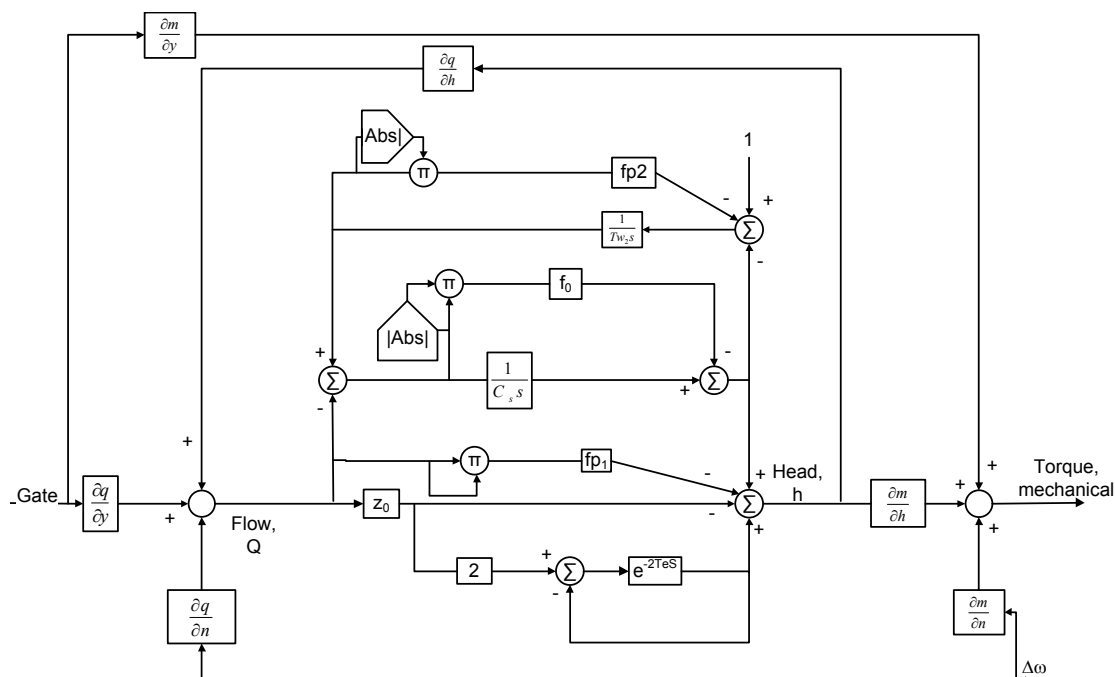 ∂m
∂y
∂q
∂h
|Abs|
π
fp2
1
-
+
Σ
1
Tw₂s
-
π
f₀
|Abs|
-
+
Σ
-
1
Cₛ s
+
Σ
+
π
fp₁
-
+
Head,
h
+
Torque,
mechanical
Gate
∂q
∂y
+
Flow,
Q
z₀
-
Σ
+
∂m
∂h
+
+
2
+
Σ
-
e^-2TeS
∂q
∂n
∂m
∂n
Δω